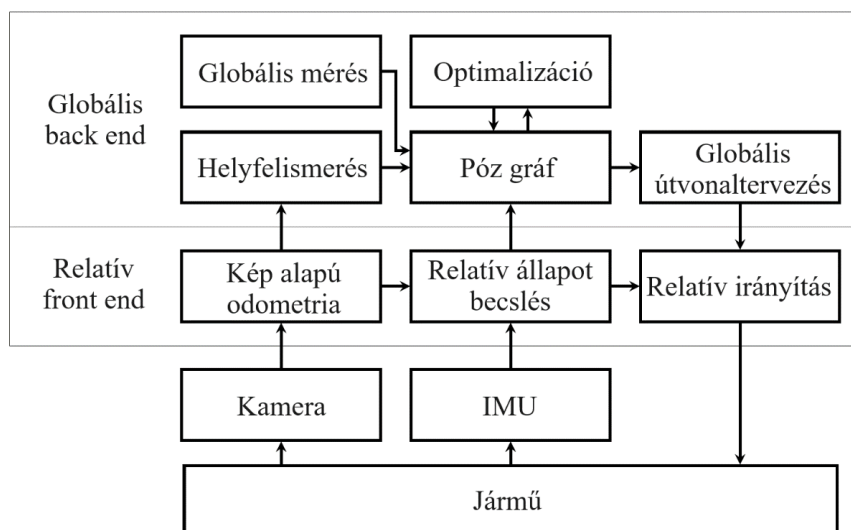 Globális
back end
Globális mérés
Optimalizáció
Helyfelismerés
Póz gráf
Globális
útvonaltervezés
Relatív
front end
Kép alapú
odometria
Relatív állapot
becslés
Relatív irányítás
Kamera
IMU
Jármű